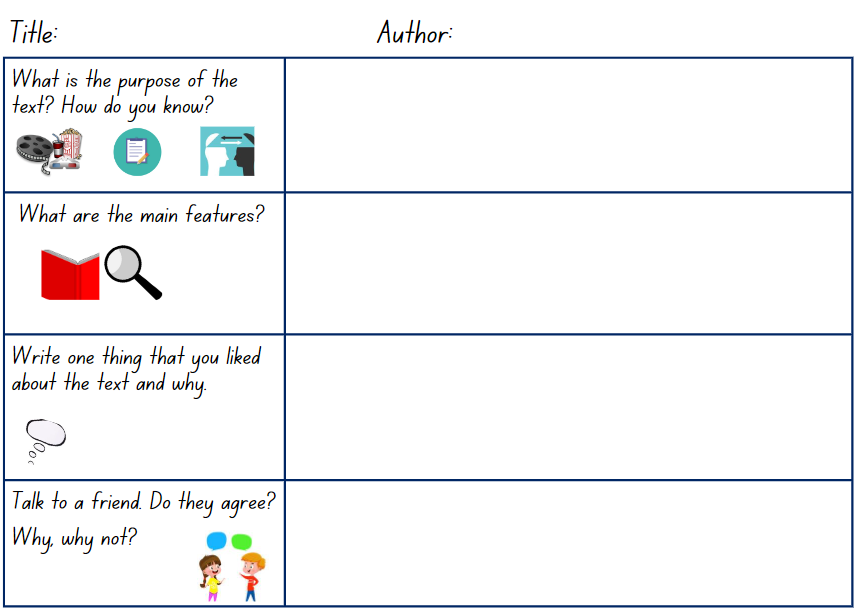 Title: Author:
What is the purpose of the
text? How do you know?
What are the main features?
Write one thing that you liked
about the text and why.
Talk to a friend. Do they agree?
Why, why not?